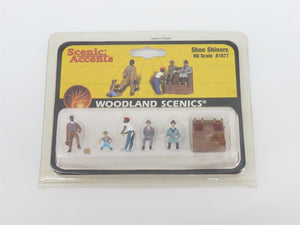 Scenic Accents
Shoe Shiners
HO Scale A1877
WOODLAND SCENICS®